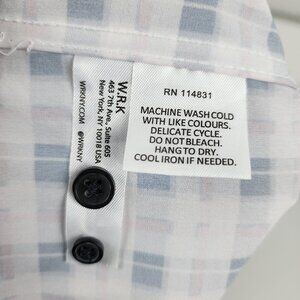 W.R.K
463 7th Ave, Suite 605
New York, NY 10018 USA
WRKNY.COM @WRKNY
RN 114831
MACHINE WASH COLD
WITH LIKE COLOURS.
DELICATE CYCLE.
DO NOT BLEACH.
HANG TO DRY.
COOL IRON IF NEEDED.